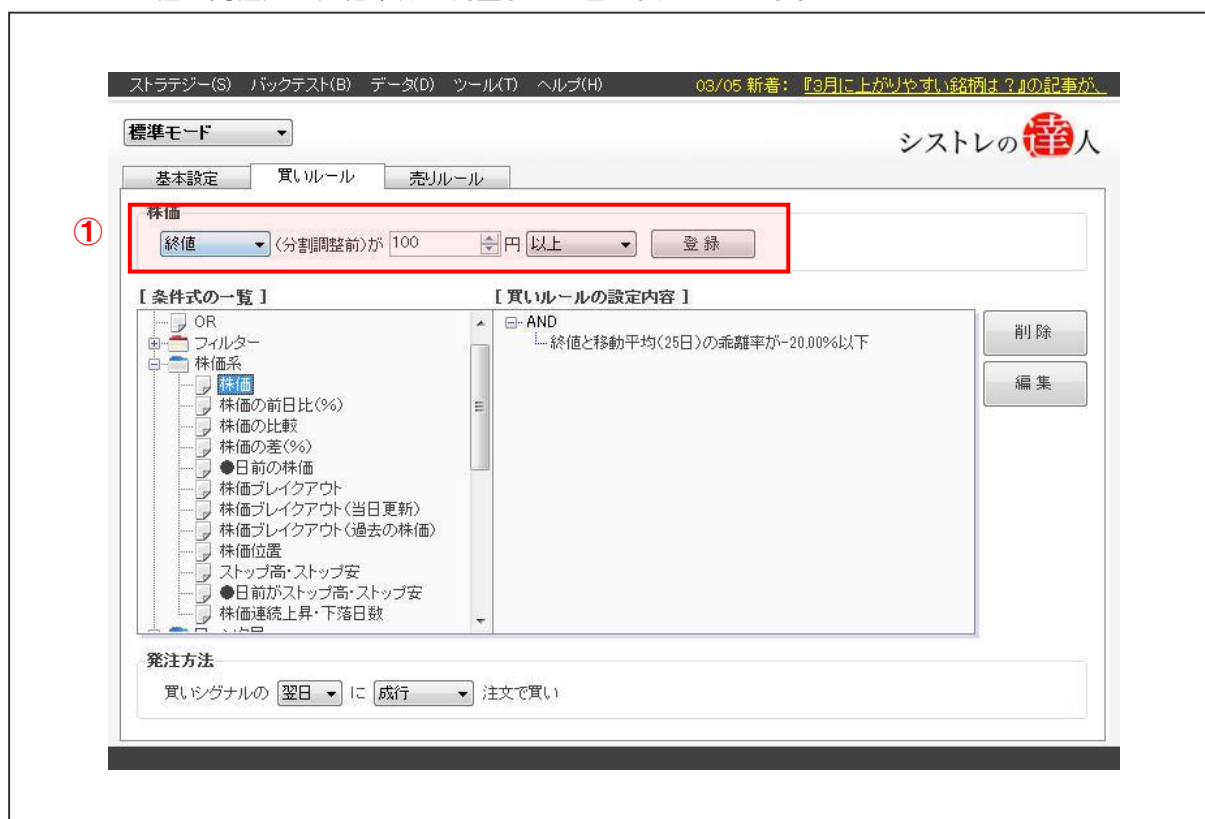 ストラテジー(S) バックテスト(B) データ(D) ツール(T) ヘルプ(H) 03/05 新着: 『3月に上がりやすい銘柄は?』の記事が、
標準モード
シストレの達人
基本設定 買いルール 売りルール
①
株価
終値 (分割調整前)が 100 円 以上 登録
[ 条件式の一覧 ] [ 買いルールの設定内容 ]
OR
フィルター
株価系
株価
株価の前日比(%)
株価の比較
株価の差(%)
●日前の株価
株価ブレイクアウト
株価ブレイクアウト(当日更新)
株価ブレイクアウト(過去の株価)
株価位置
ストップ高・ストップ安
●日前がストップ高・ストップ安
株価連続上昇・下落日数
AND
終値と移動平均(25日)の乖離率が-20.00%以下
削除
編集
発注方法
買いシグナルの 翌日 に 成行 注文で買い